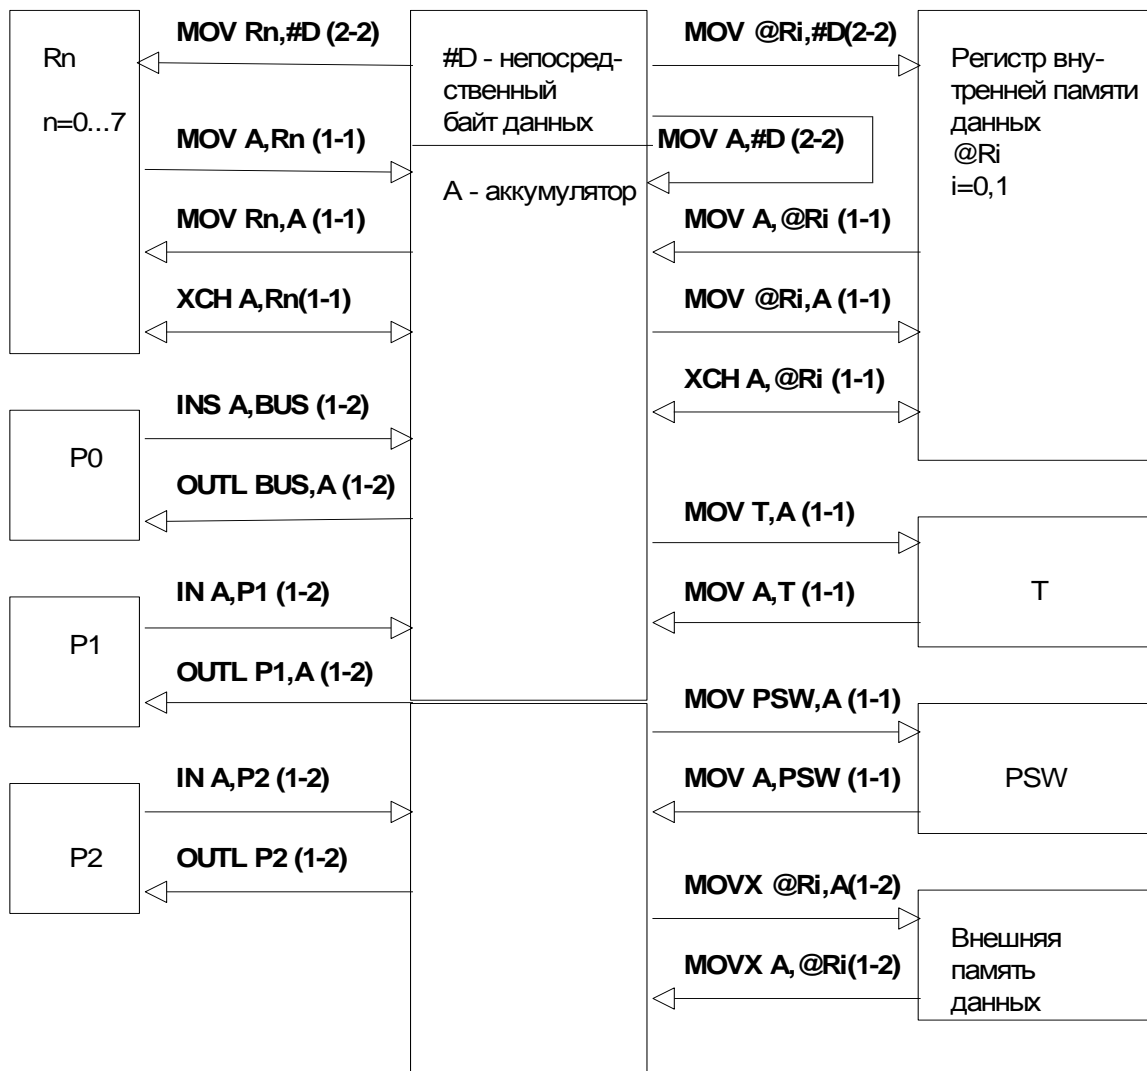 MOV Rn,#D (2-2)
Rn
n=0...7
MOV A,Rn (1-1)
MOV Rn,A (1-1)
XCH A,Rn(1-1)
INS A,BUS (1-2)
P0
OUTL BUS,A (1-2)
IN A,P1 (1-2)
P1
OUTL P1,A (1-2)
IN A,P2 (1-2)
P2
OUTL P2 (1-2)
#D - непосред-
ственный
байт данных
А - аккумулятор
MOV @Ri,#D(2-2)
MOV A,#D (2-2)
MOV A,@Ri (1-1)
MOV @Ri,A (1-1)
XCH A,@Ri (1-1)
MOV T,A (1-1)
MOV A,T (1-1)
MOV PSW,A (1-1)
MOV A,PSW (1-1)
MOVX @Ri,A(1-2)
MOVX A,@Ri(1-2)
Регистр вну-
тренней памяти
данных
@Ri
i=0,1
T
PSW
Внешняя
память
данных